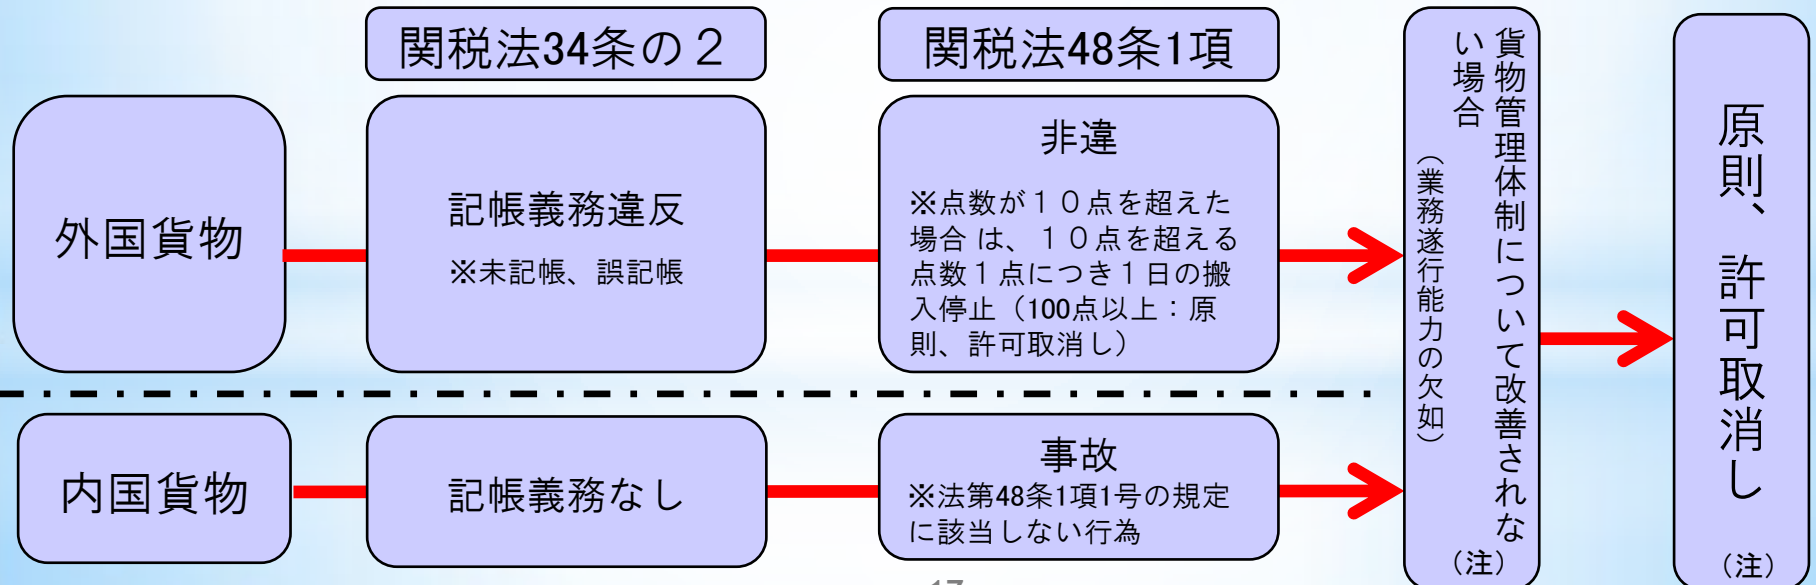 関税法34条の２
関税法48条1項
外国貨物
記帳義務違反
※未記帳、誤記帳
非違
※点数が１０点を超えた
場合 は、１０点を超える
点数１点につき１日の搬
入停止（100点以上：原
則、許可取消し）
内国貨物
記帳義務なし
事故
※法第48条1項1号の規定
に該当しない行為
貨物管理体制について改善されな
い場合
（業務遂行能力の欠如）
（注）
原則、許可取消し
（注）
17